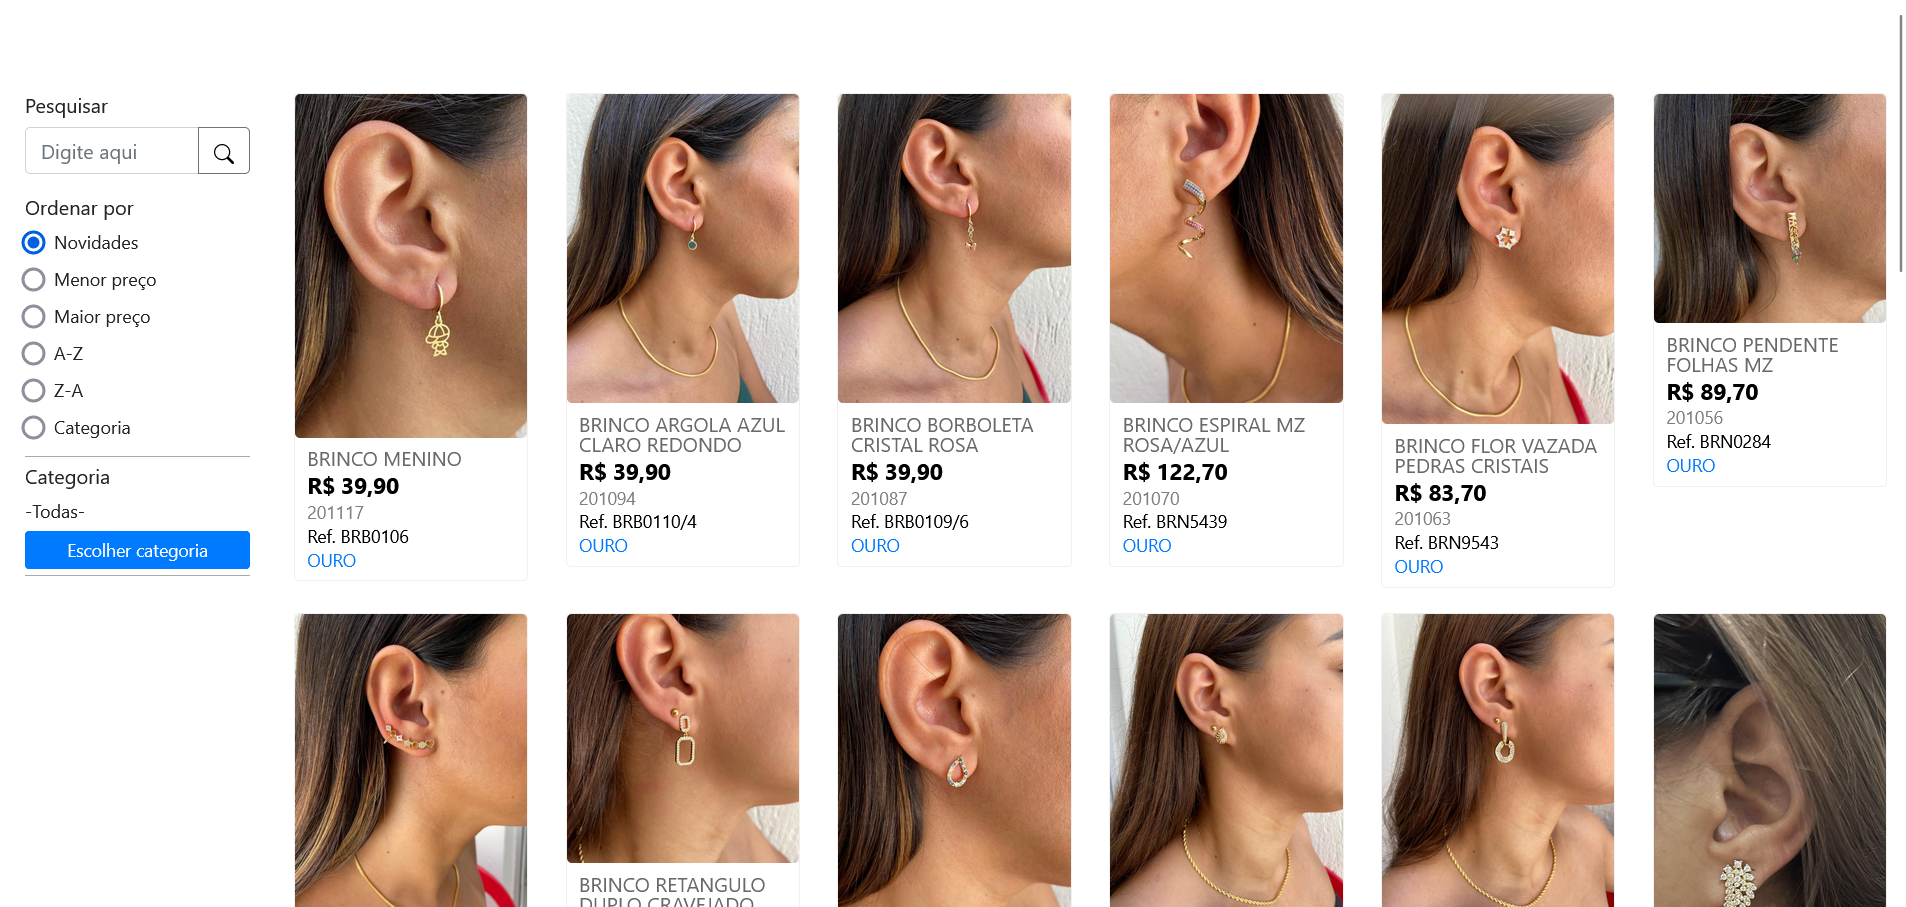 Pesquisar
Digite aqui
Ordenar por
Novidades
Menor preço
Maior preço
A-Z
Z-A
Categoria
Categoria
-Todas-
Escolher categoria
BRINCO MENINO
R$ 39,90
201117
Ref. BRB0106
OURO
BRINCO ARGOLA AZUL
CLARO REDONDO
R$ 39,90
201094
Ref. BRB0110/4
OURO
BRINCO BORBOLETA
CRISTAL ROSA
R$ 39,90
201087
Ref. BRB0109/6
OURO
BRINCO ESPIRAL MZ
ROSA/AZUL
R$ 122,70
201070
Ref. BRN5439
OURO
BRINCO FLOR VAZADA
PEDRAS CRISTAIS
R$ 83,70
201063
Ref. BRN9543
OURO
BRINCO PENDENTE
FOLHAS MZ
R$ 89,70
201056
Ref. BRN0284
OURO
BRINCO RETANGULO
DUPLO CRAVEJADO